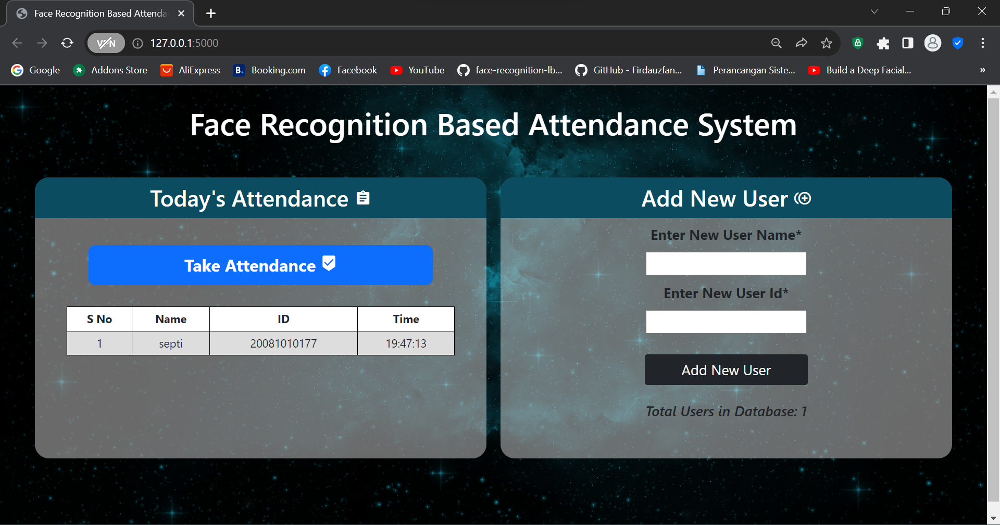 Face Recognition Based Attenda
VPN
127.0.0.1:5000
Google Addons Store AliExpress B. Booking.com Facebook YouTube face-recognition-lb... GitHub - Firdauzfan... Perancangan Siste... Build a Deep Facial... »
Face Recognition Based Attendance System
Today's Attendance
Take Attendance
S No Name ID Time
1 septi 20081010177 19:47:13
Add New User
Enter New User Name*
Enter New User Id*
Add New User
Total Users in Database: 1